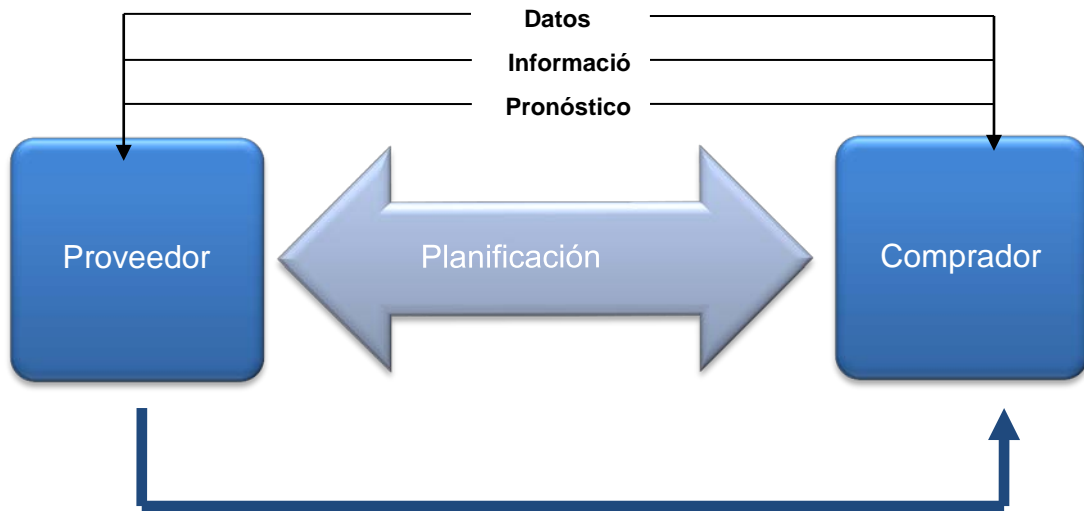 Datos
Informació
Pronóstico
Proveedor
Planificación
Comprador